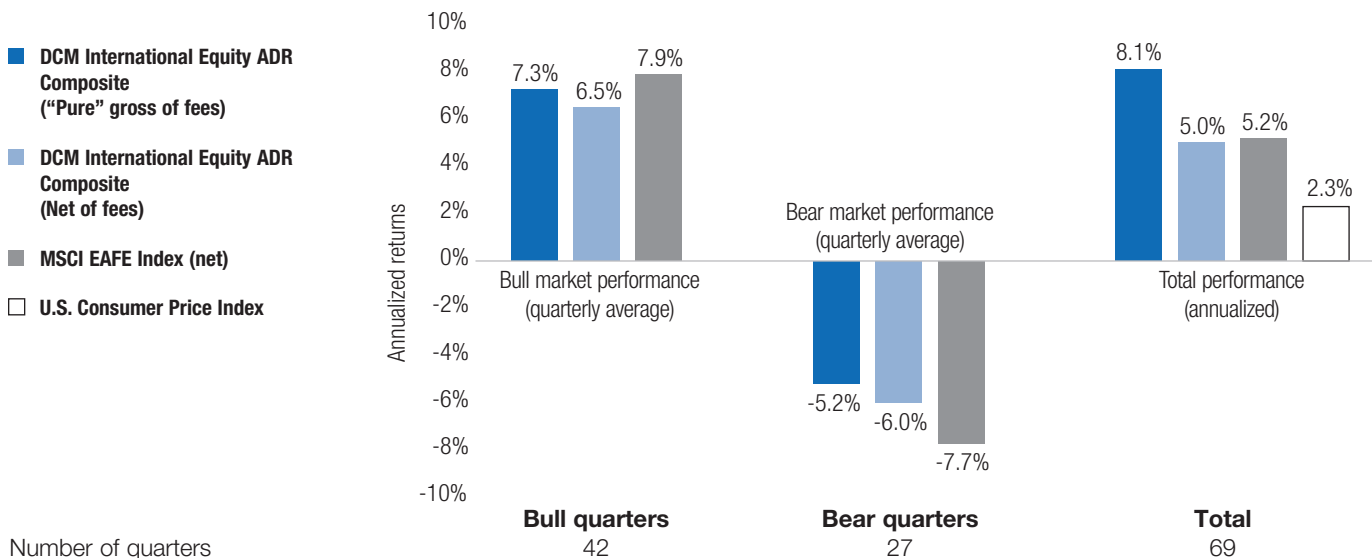 DCM International Equity ADR
Composite
(“Pure” gross of fees)
DCM International Equity ADR
Composite
(Net of fees)
MSCI EAFE Index (net)
U.S. Consumer Price Index
Annualized returns
10%
8%
6%
4%
2%
0%
-2%
-4%
-6%
-8%
-10%
7.3%
6.5%
7.9%
Bull market performance
(quarterly average)
Bear market performance
(quarterly average)
-5.2%
-6.0%
-7.7%
8.1%
5.0%
5.2%
2.3%
Total performance
(annualized)
Bull quarters
Bear quarters
Total
Number of quarters
42
27
69